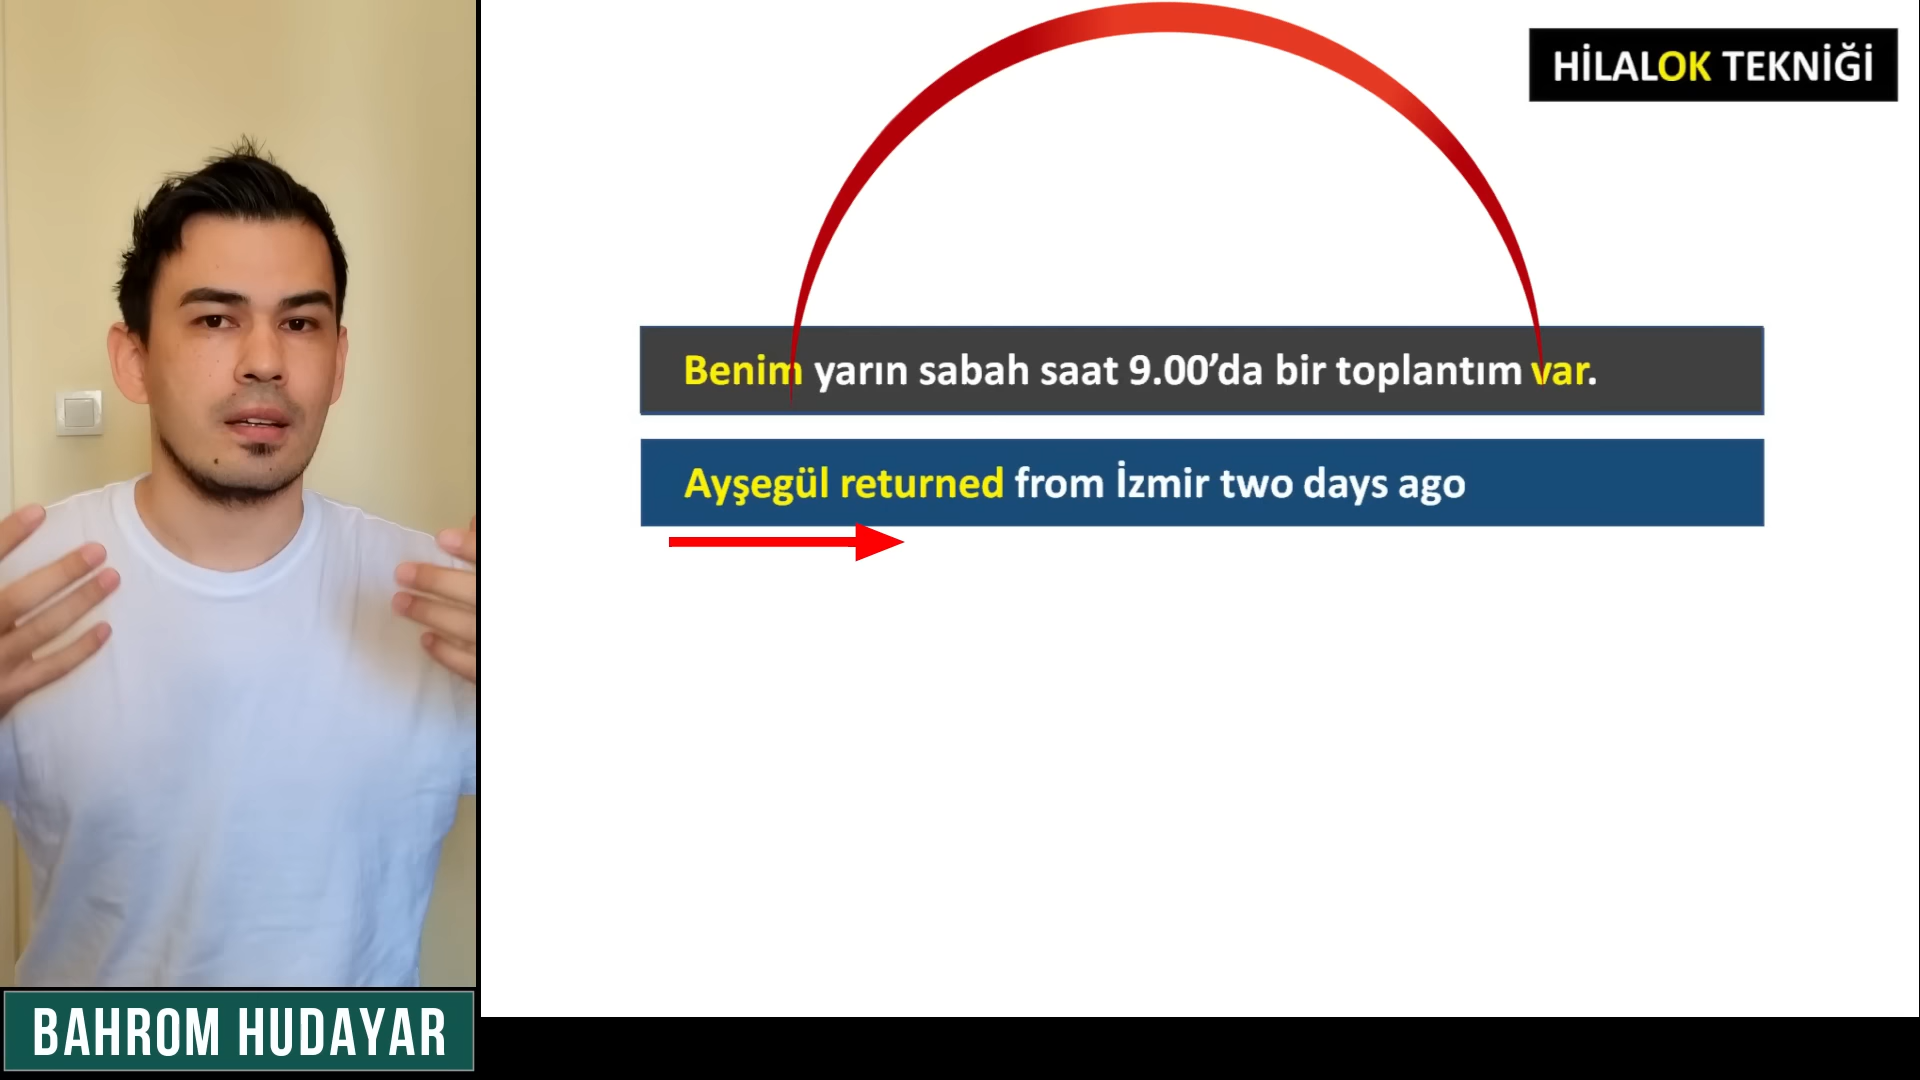 HİLALOK TEKNİĞİ
Benim yarın sabah saat 9.00’da bir toplantım var.
Ayşegül returned from İzmir two days ago
BAHROM HUDAYAR